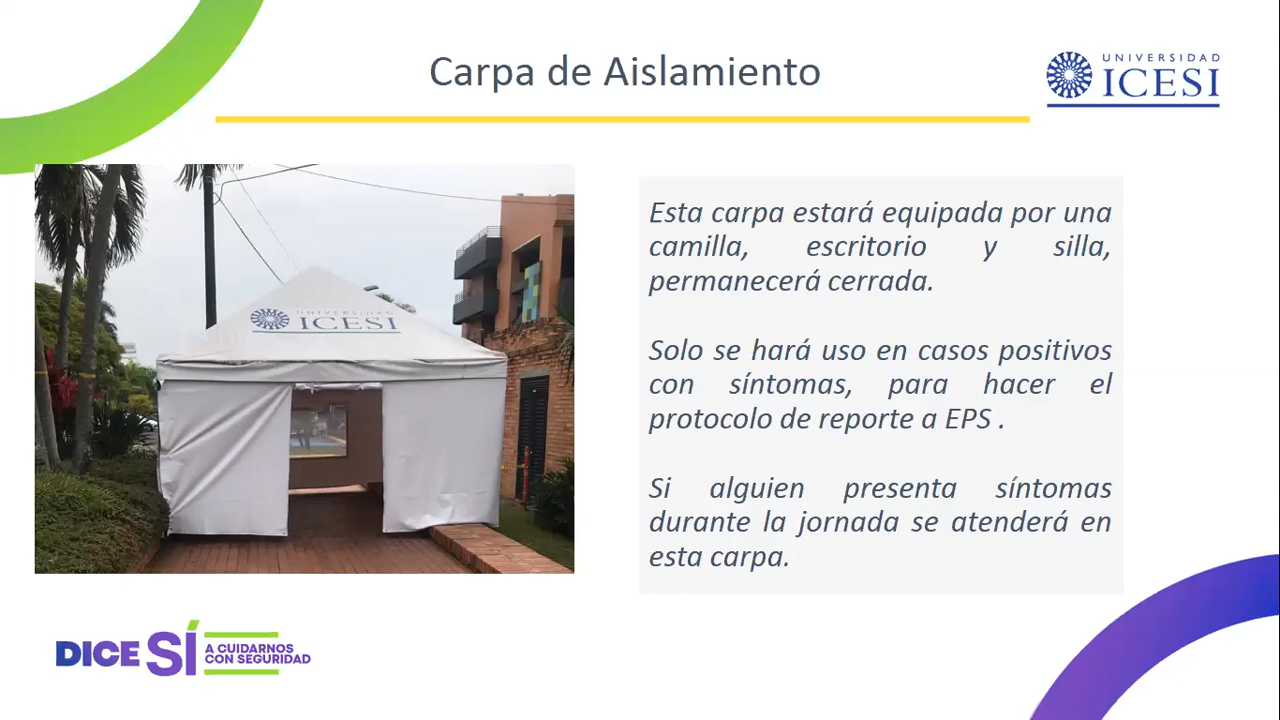 Carpa de Aislamiento
UNIVERSIDAD
ICESI
UNIVERSIDAD
ICESI
Esta carpa estará equipada por una
camilla, escritorio y silla,
permanecerá cerrada.
Solo se hará uso en casos positivos
con síntomas, para hacer el
protocolo de reporte a EPS .
Si alguien presenta síntomas
durante la jornada se atenderá en
esta carpa.
DICE SÍ A CUIDARNOS
CON SEGURIDAD